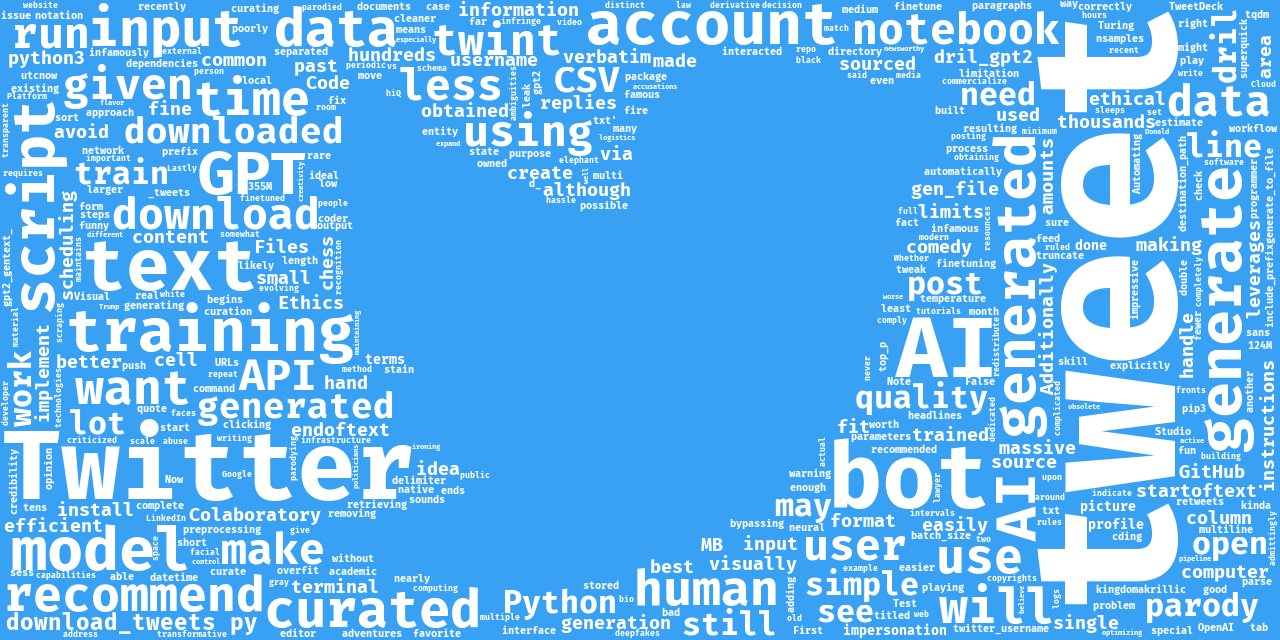 website
recently
curating
parodied
documents
case
information
distinct
law
derivative
decision
medium
finetune
paragraphs
way
correctly
TweetDeck
issue
notation
run
input
poorly
data
cleaner
means
especially
far
infringe
video
twint
account
match
notebook
hours
Turing
nsamples
recent
right
might
play
write
dril
tqdm
area
superquick
python3
infamously
external
separated
hundreds
username
verbatim
made
interacted
repo
black
directory
newsworthy
sourced
said
even
media
dril_gpt2
limitation
commercialize
utcnow
existing
dependencies
common
person
past
periodic
vs
move
schema
hiQ
less
ambiguities
leak
gpt2
CSV
package
accusations
famous
replies
need
ethical
sleeps
set
data
Cloud
Platform
given
flavor
time
local
Code
fix
room
obtained
txt'
fire
built
used
thousands
Donald
estimate
transparent
script
sort
approach
fine
avoid
downloaded
entity
expand
using
many
logistics
resulting
minimum
posting
process
obtaining
line
workflow
network
important
prefix
Lastly
rare
state
purpose
owned
elephant
via
automatically
generated
amounts
Automating
destination_path
check
software
programmer
requires
train
GPT
355M
creativity
ideal
low
create
well
multi
d_
although
hassle
possible
gen_file
larger
_tweets
finetuned
people
coder
output
form
steps
funny
different
download
full
limits
fact
infamous
modern
resources
sure
tweet
scheduling
maintains
content
somewhat
Files
length
ches
recognition
Whether
comedy
finetuning
tweak
feed
ruled
truncate
done
making
double
completely
generate
leverages
include_prefix
generate_to_file
gpt2_gentext_
text
likely
small
evolving
post
temperature
impressive
Visual
real
white
Trump
generating
begins
curation
Ethics
worse
least
tutorials
month
comply
Additionally
material
scraping
training
maintaining
AI
redistribute
handle
fewer
sans
124M
work
implement
technologies
better
push
cell
URLs
repeat
method
terms
stain
never
top_p
skill
explicitly
developer
want
command
API
hand
Note
False
instructions
another
quote
faces
generated
quality
headlines
dedicated
complicated
obsolete
fronts
pip3
lot
start
clicking
endoftext
fit
worth
parameters
trained
Studio
active
fun
building
Twitter
criticized
scale
abuse
writing
infrastructure
ironing
actual
recommended
massive
source
credibility
opinion
Now
Google
parodying
politicians
idea
public
delimiter
native
ends
warning
enough
bot
lawyer
upon
around
indicate
GitHub
startoftext
tens
install
complete
LinkedIn
Colaboratory
retrieving
sounds
removing
may
intervals
AI
txt
rules
picture
retweets
kinda
efficient
preprocessing
give
bypassing
neural
format
easily
batch_size
two
profile
cding
column
multiline
admittingly
model
space
short
facial
control
make
without
MB
input
user
use
pipeline
open
sess
capabilities
able
datetime
curate
overfit
academic
best
visually
example
easier
copyrights
computer
parse
recommend
gray
terminal
nearly
computing
stored
bio
human
adding
simple
playing
believe
logs
kingdomakrillic
good
download_tweets
py
curated
multiple
Python
bad
old
see
Test
titled
web
will
problem
parody
address
transformative
editor
adventures
favorite
interface
generation
deepfakes
still
First
impersonation
twitter_username
single
optimizing
special
OpenAI
tab